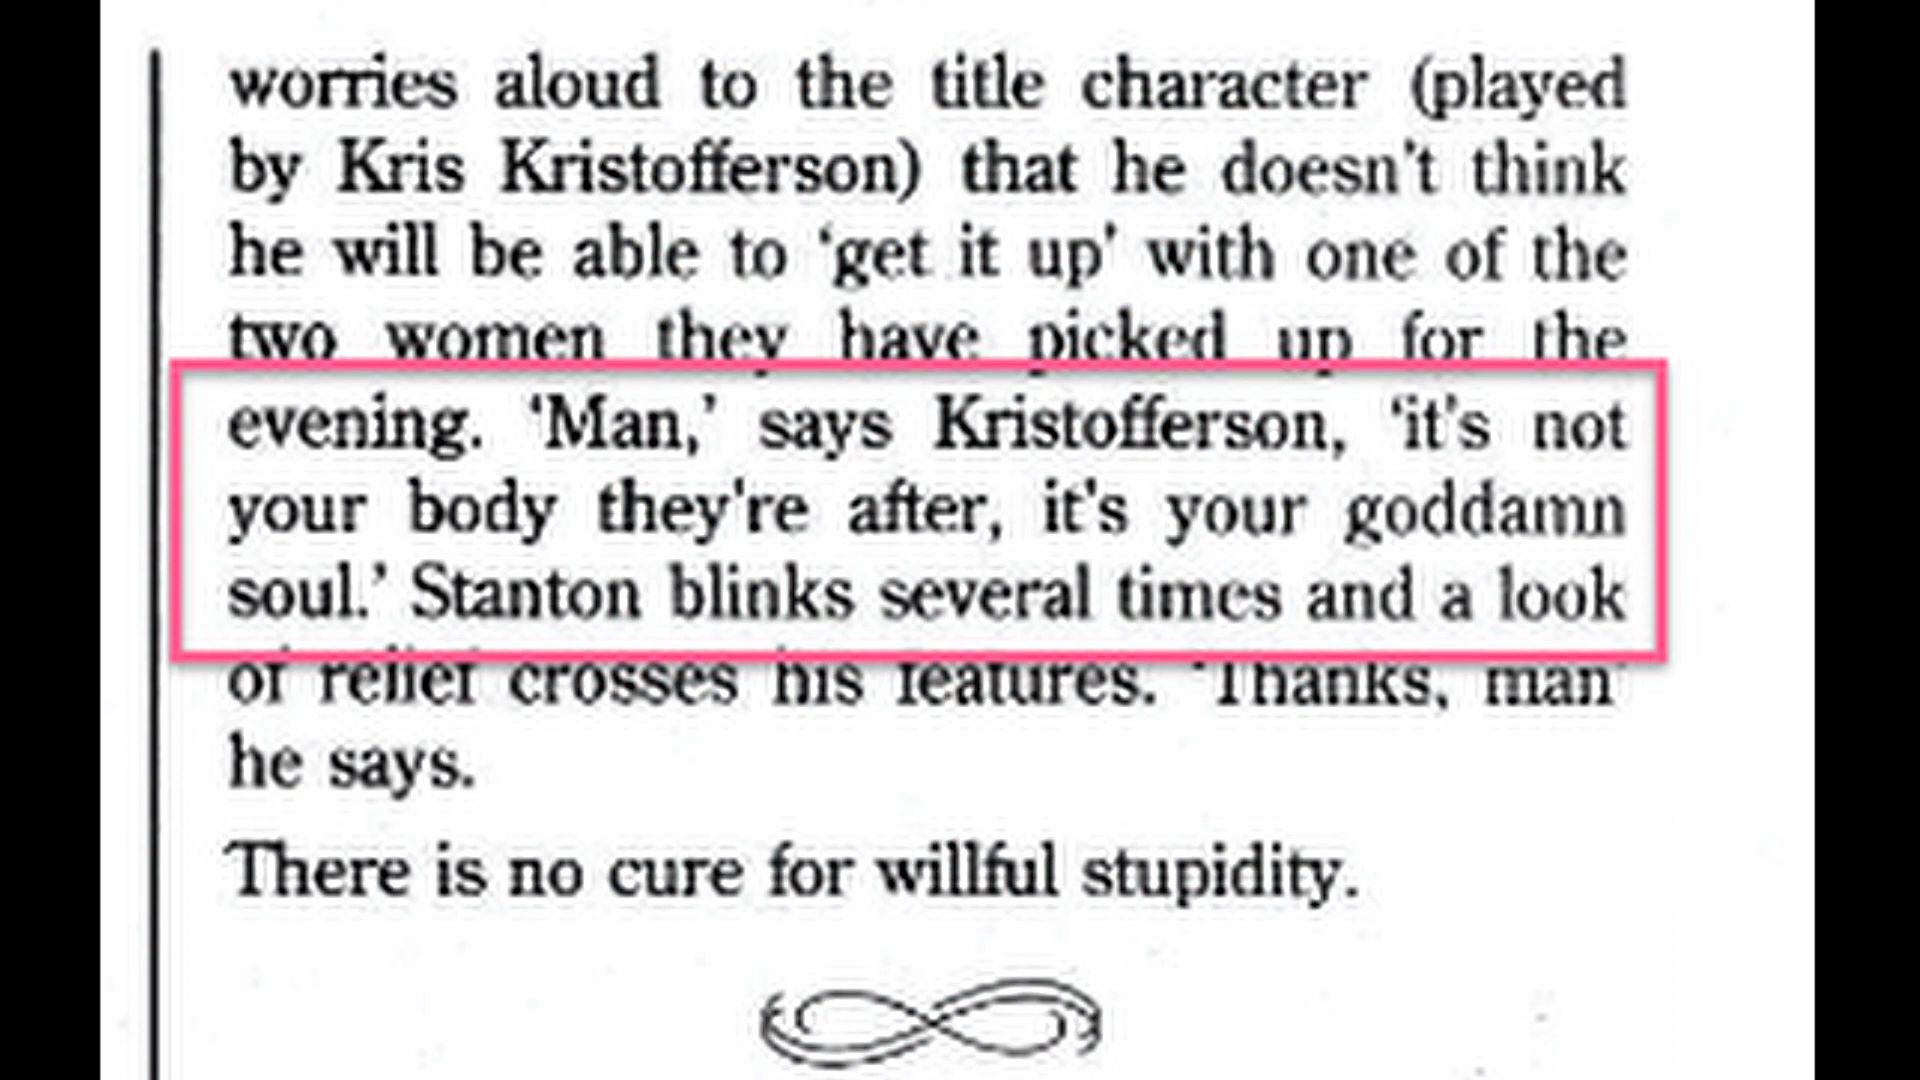 worries aloud to the title character (played
by Kris Kristofferson) that he doesn't think
he will be able to ‘get it up’ with one of the
two women they have picked up for the
evening. ‘Man,’ says Kristofferson, ‘it's not
your body they're after, it's your goddamn
soul.’ Stanton blinks several times and a look
of relief crosses his features. ‘Thanks, man’
he says.
There is no cure for willful stupidity.